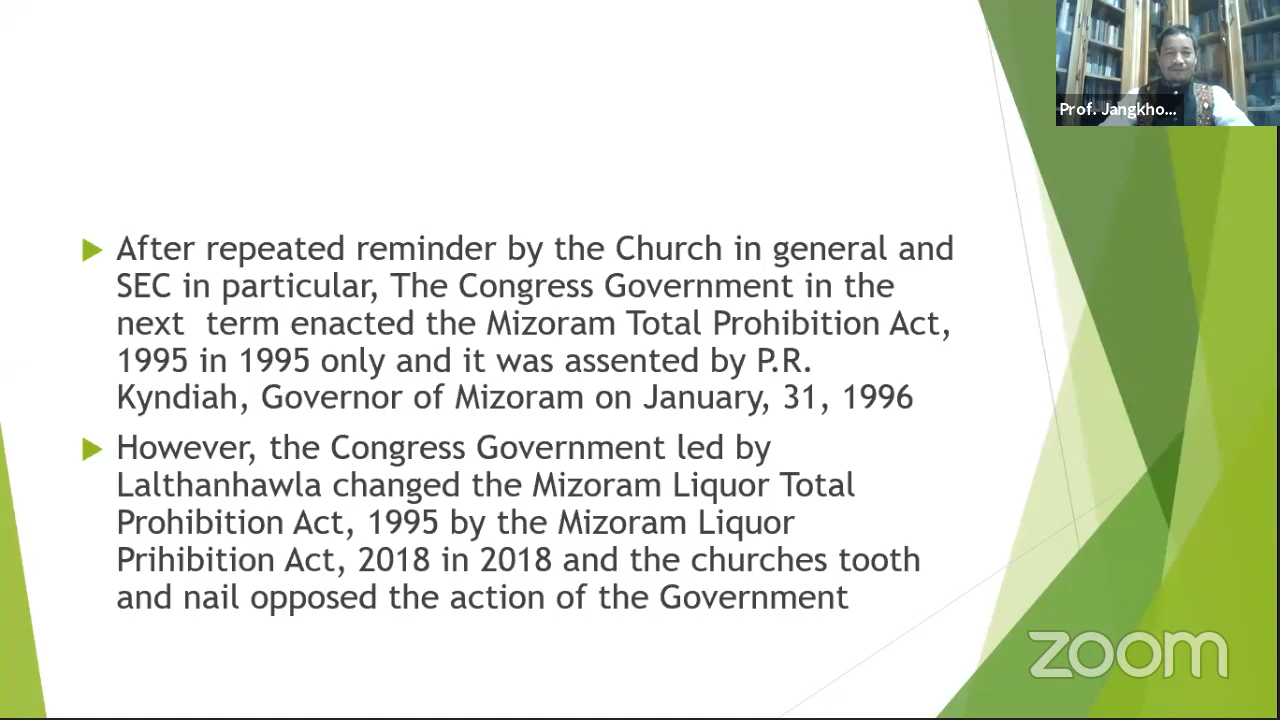 Prof. Jangkho...
After repeated reminder by the Church in general and
SEC in particular, The Congress Government in the
next term enacted the Mizoram Total Prohibition Act,
1995 in 1995 only and it was assented by P.R.
Kyndiah, Governor of Mizoram on January, 31, 1996
However, the Congress Government led by
Lalthanhawla changed the Mizoram Liquor Total
Prohibition Act, 1995 by the Mizoram Liquor
Prihibition Act, 2018 in 2018 and the churches tooth
and nail opposed the action of the Government
zoom